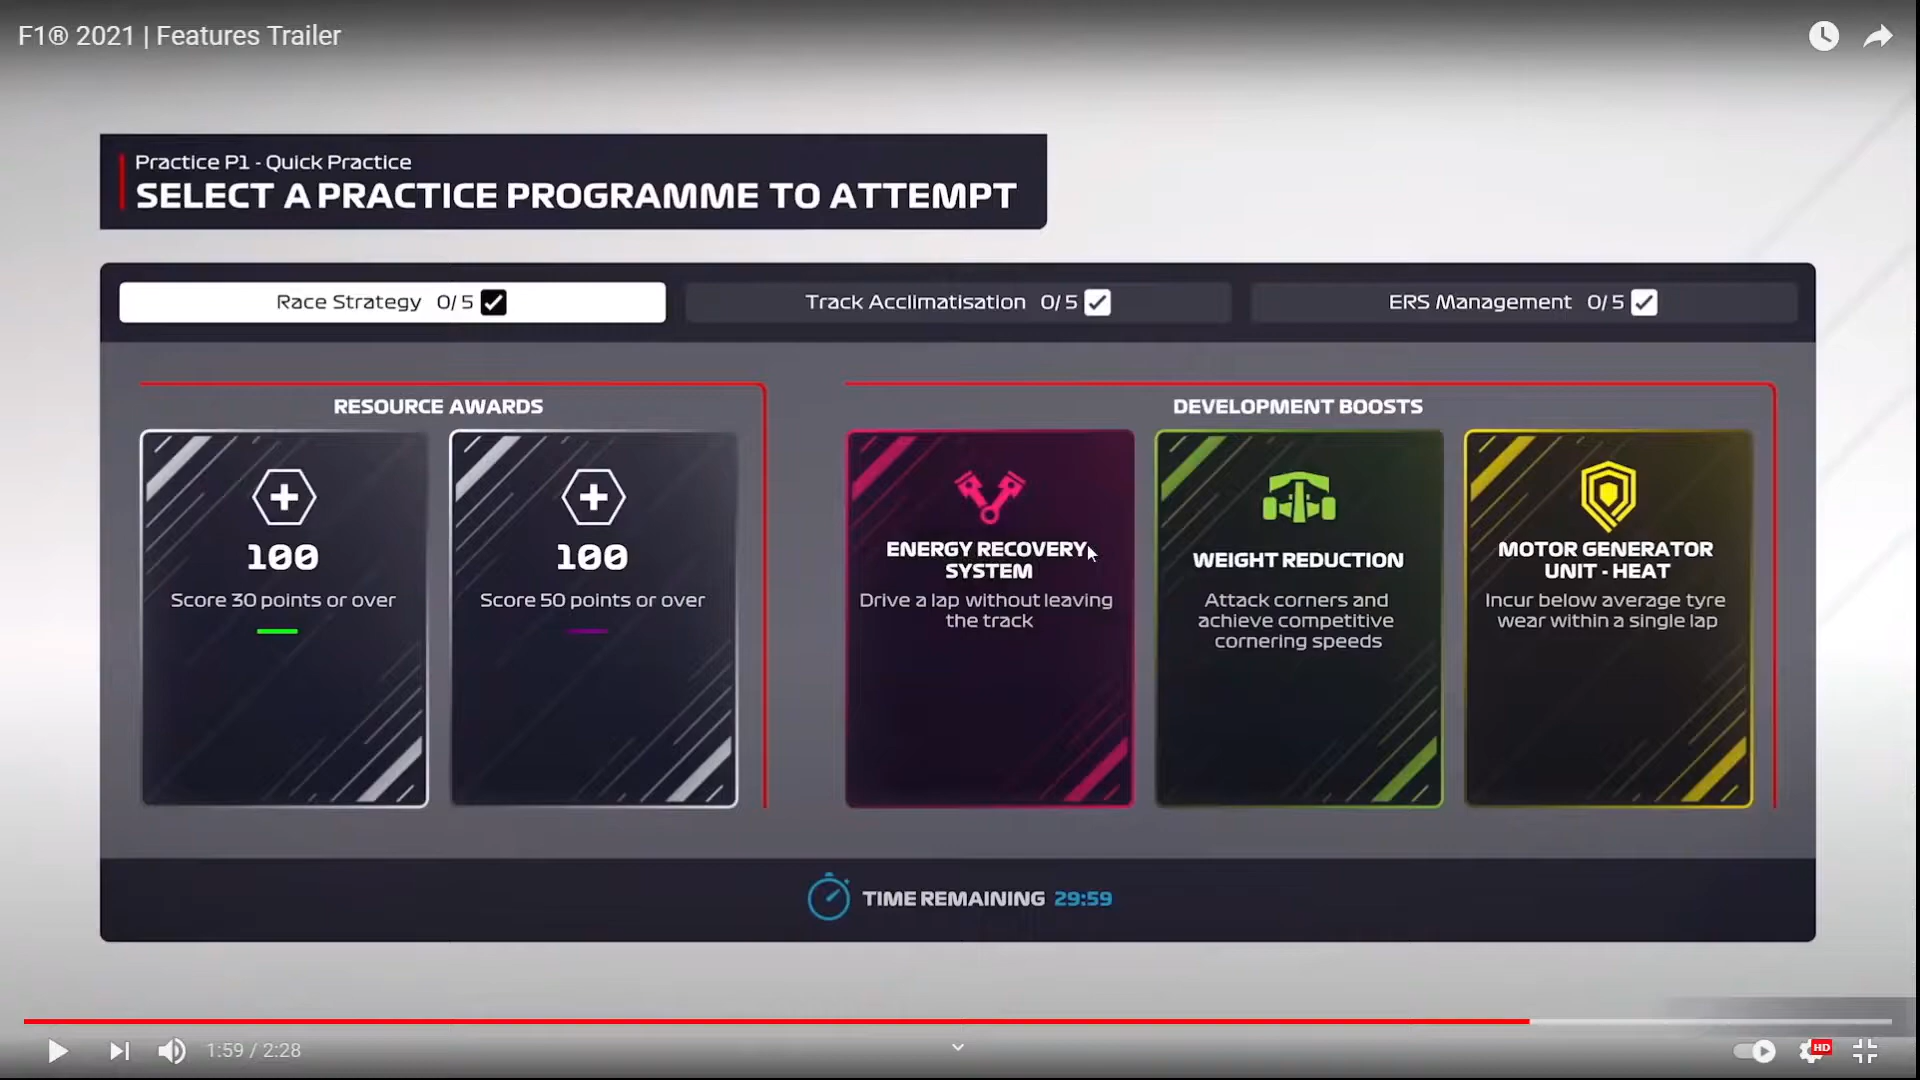 F1® 2021 | Features Trailer
Practice P1 - Quick Practice
SELECT A PRACTICE PROGRAMME TO ATTEMPT
Race Strategy 0/5
Track Acclimatisation 0/5
ERS Management 0/5
RESOURCE AWARDS
100
Score 30 points or over
100
Score 50 points or over
DEVELOPMENT BOOSTS
ENERGY RECOVERY
SYSTEM
Drive a lap without leaving
the track
WEIGHT REDUCTION
Attack corners and
achieve competitive
cornering speeds
MOTOR GENERATOR
UNIT - HEAT
Incur below average tyre
wear within a single lap
TIME REMAINING 29:59
1:59 / 2:28
HD